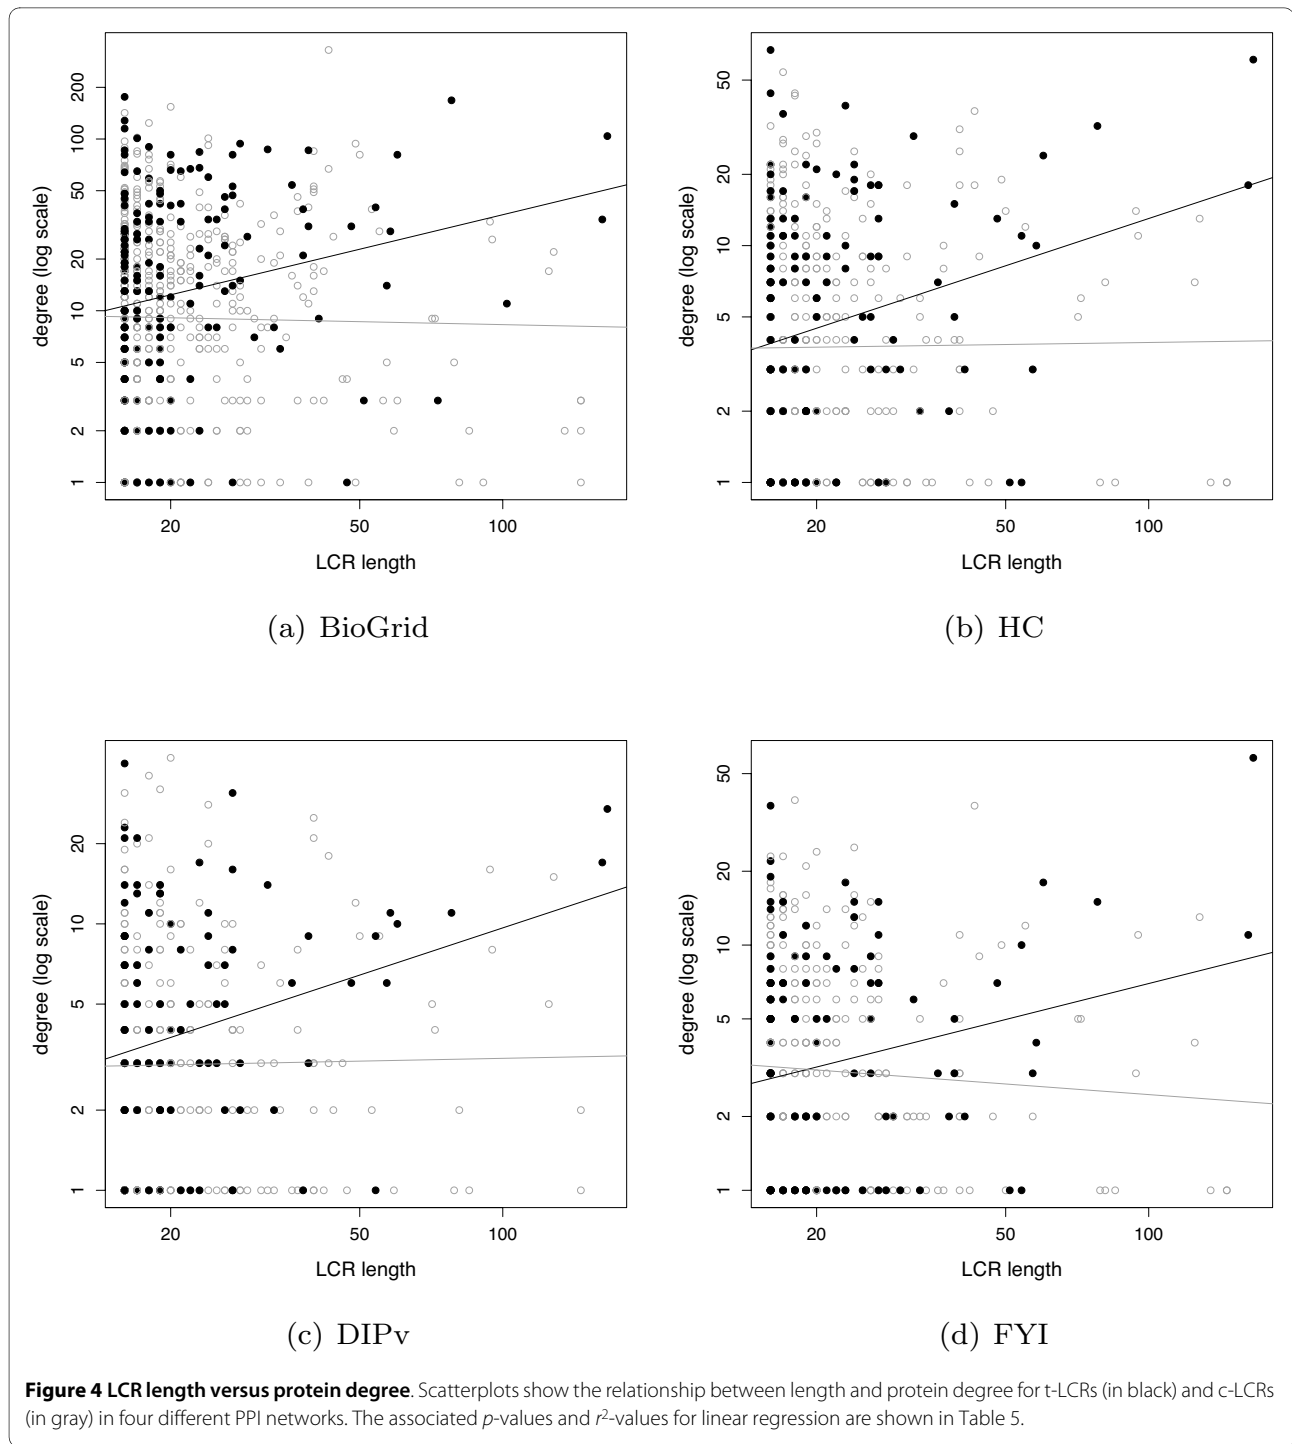 200
100
50
20
10
5
2
1
degree (log scale)
20 50 100
LCR length
(a) BioGrid
50
20
10
5
2
1
degree (log scale)
20 50 100
LCR length
(b) HC
20
10
5
2
1
degree (log scale)
20 50 100
LCR length
(c) DIPv
50
20
10
5
2
1
degree (log scale)
20 50 100
LCR length
(d) FYI
Figure 4 LCR length versus protein degree. Scatterplots show the relationship between length and protein degree for t-LCRs (in black) and c-LCRs
(in gray) in four different PPI networks. The associated p-values and r²-values for linear regression are shown in Table 5.